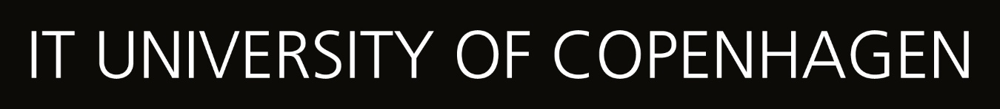 IT UNIVERSITY OF COPENHAGEN